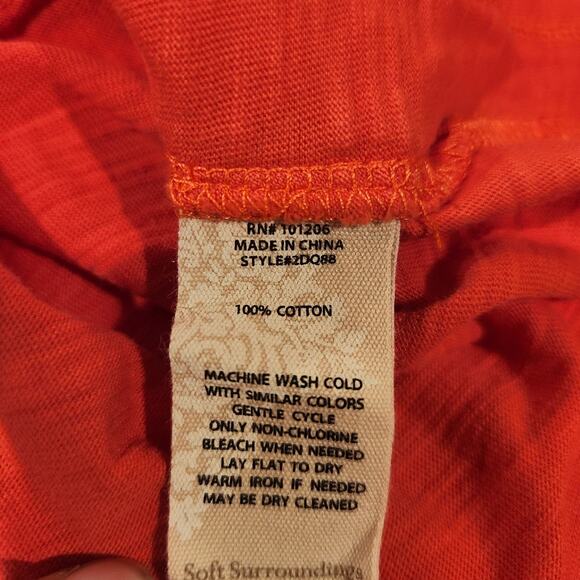 RN# 101206
MADE IN CHINA
STYLE#2DQ88
100% COTTON
MACHINE WASH COLD
WITH SIMILAR COLORS
GENTLE CYCLE
ONLY NON-CHLORINE
BLEACH WHEN NEEDED
LAY FLAT TO DRY
WARM IRON IF NEEDED
MAY BE DRY CLEANED
Soft Surroundings